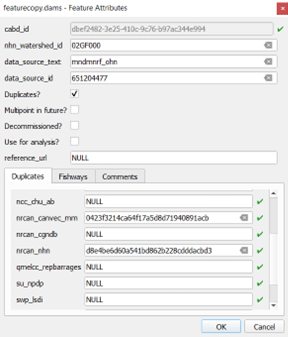 featurecopy.dams - Feature Attributes
cabd_id dbef2482-3e25-410c-9c76-b97ac344e994
nhn_watershed_id 02GF000
data_source_text mndmnrf_ohn
data_source_id 651204477
Duplicates?
Multipoint in future?
Decommissioned?
Use for analysis?
reference_url NULL
Duplicates Fishways Comments
ncc_chu_ab NULL
nrcan_canvec_mm 0423f3214ca64f17a5d8d71940891acb
nrcan_cgndb NULL
nrcan_nhn d8e4be6d60a541bd862b228cdddacbd3
qmelcc_repbarrages NULL
su_npdp NULL
swp_lsdi NULL
OK Cancel